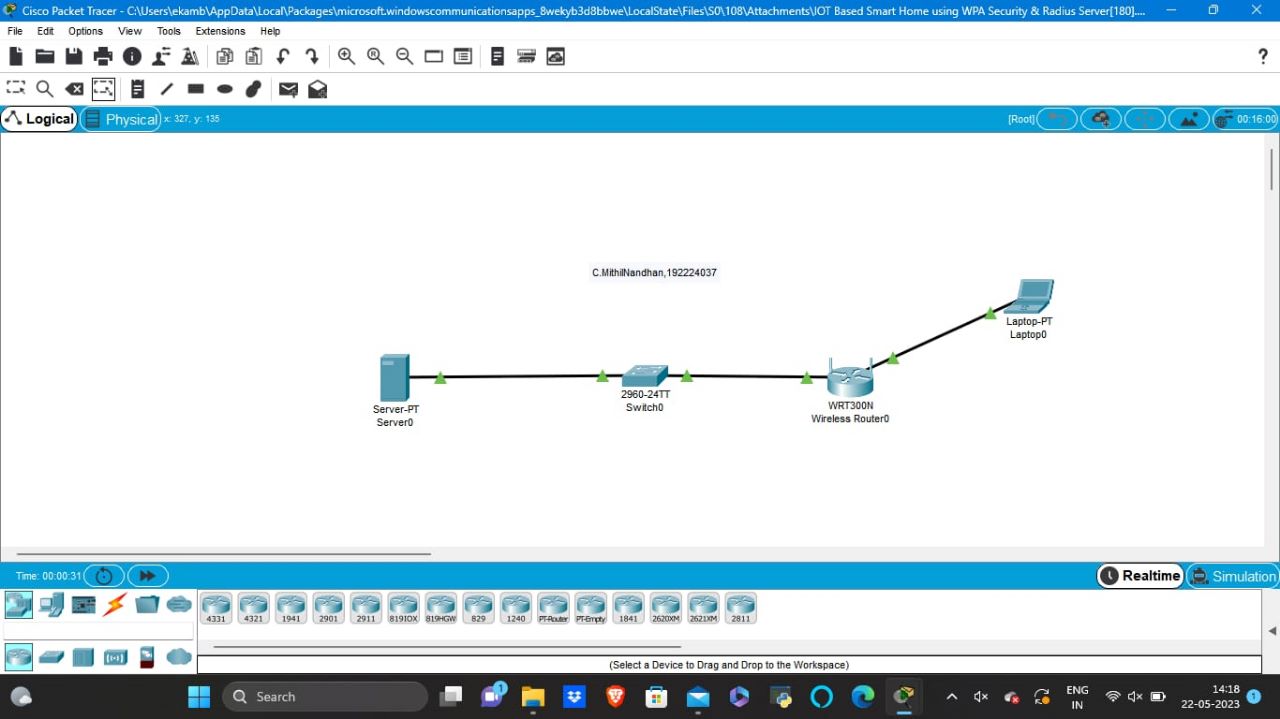 Cisco Packet Tracer - C:\Users\ekamb\AppData\Local\Packages\microsoft.windowscommunicationsapps_8wekyb3d8bbwe\LocalState\Files\S0\108\Attachments\IOT Based Smart Home using WPA Security & Radius Server[180]....
File Edit Options View Tools Extensions Help
?
Logical Physical x: 327, y: 135 [Root] 00:16:00
C.MithilNandhan,192224037
Laptop-PT
Laptop0
2960-24TT
Switch0
Server-PT
Server0
WRT300N
Wireless Router0
Time: 00:00:31 Realtime Simulation
4331 4321 1941 2901 2911 819IOX 819HGW 829 1240 PT-Router PT-Empty 1841 2620XM 2621XM 2811
(Select a Device to Drag and Drop to the Workspace)
Search
1
ENG
IN
14:18
22-05-2023
1